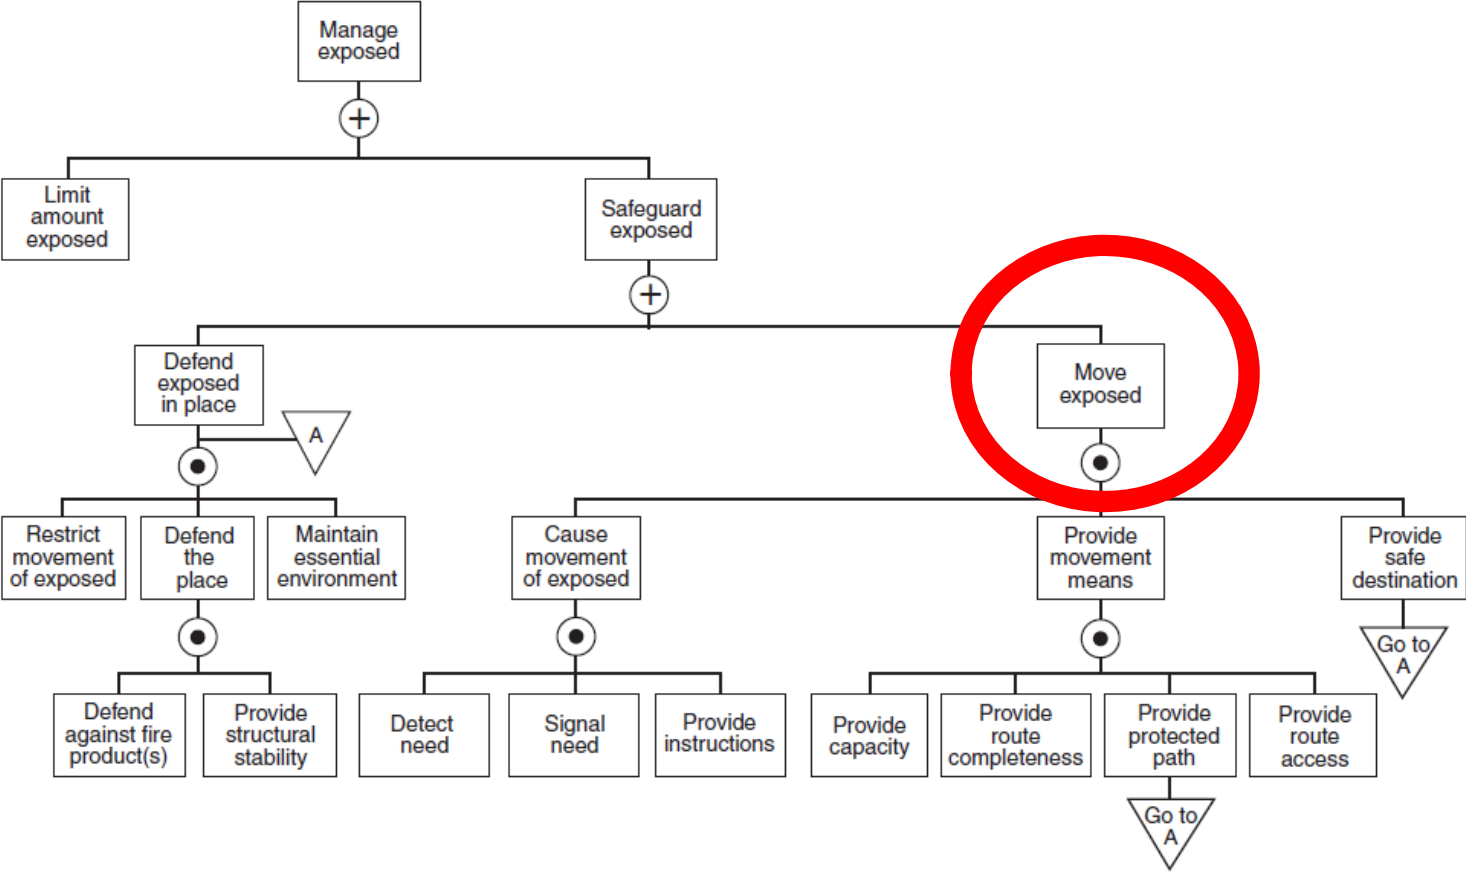 Manage
exposed
+
Limit
amount
exposed
Safeguard
exposed
+
Defend
exposed
in place
A
Move
exposed
Restrict
movement
of exposed
Defend
the
place
Maintain
essential
environment
Cause
movement
of exposed
Provide
movement
means
Provide
safe
destination
Go to
A
Defend
against fire
product(s)
Provide
structural
stability
Detect
need
Signal
need
Provide
instructions
Provide
capacity
Provide
route
completeness
Provide
protected
path
Provide
route
access
Go to
A